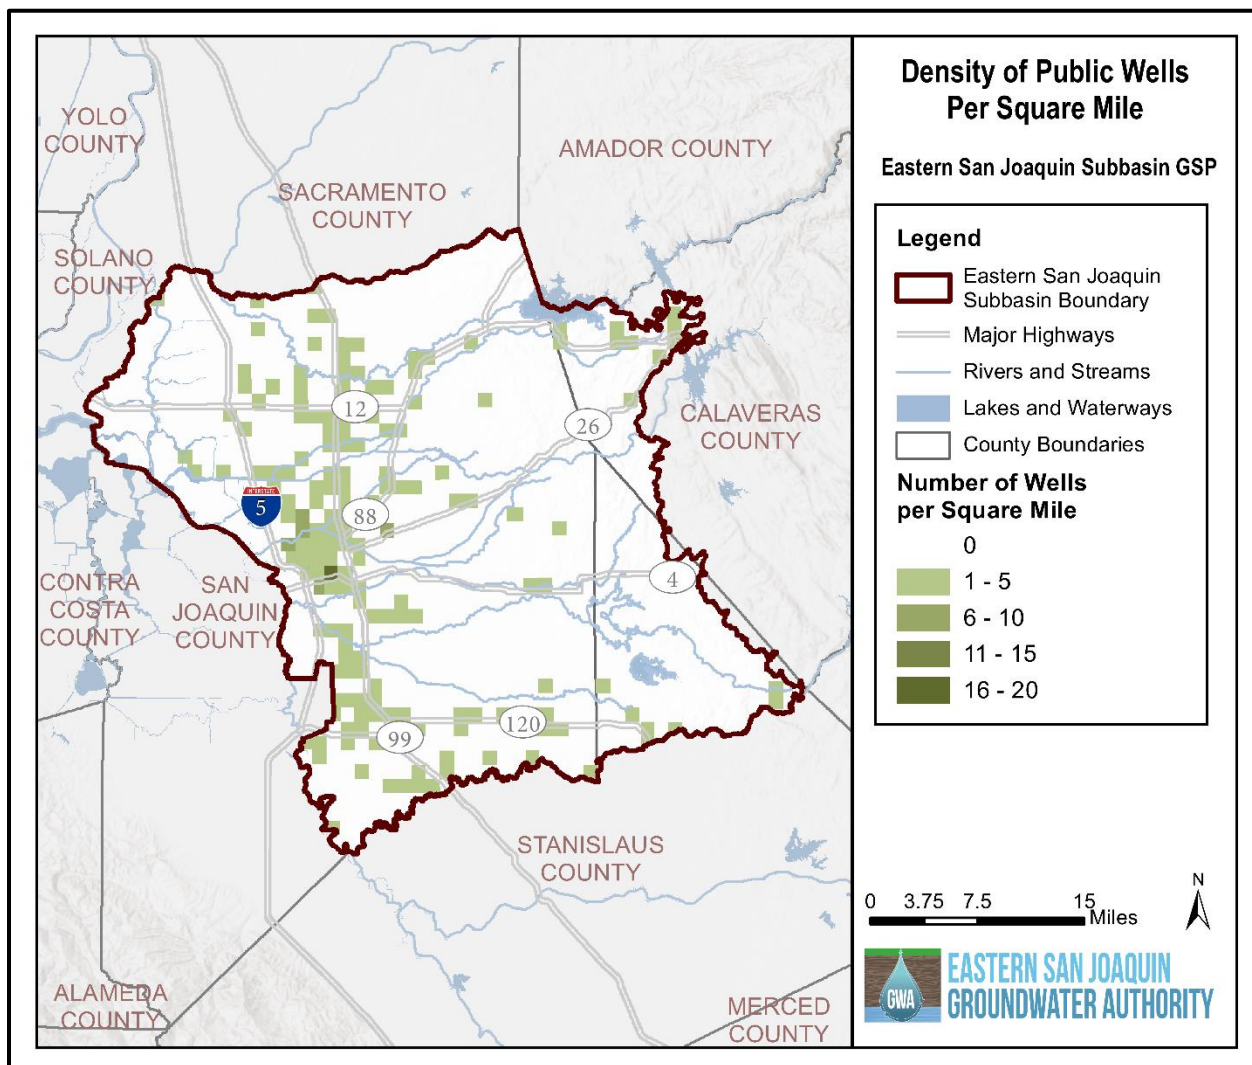 Density of Public Wells
Per Square Mile
Eastern San Joaquin Subbasin GSP
Legend
Eastern San Joaquin
Subbasin Boundary
Major Highways
Rivers and Streams
Lakes and Waterways
County Boundaries
Number of Wells
per Square Mile
0
1 - 5
6 - 10
11 - 15
16 - 20
YOLO
COUNTY
AMADOR COUNTY
SACRAMENTO
COUNTY
SOLANO
COUNTY
12
26
CALAVERAS
COUNTY
INTERSTATE
5
88
4
CONTRA
COSTA
COUNTY
SAN
JOAQUIN
COUNTY
120
99
STANISLAUS
COUNTY
ALAMEDA
COUNTY
MERCED
COUNTY
0 3.75 7.5 15
Miles
N
GWA
EASTERN SAN JOAQUIN
GROUNDWATER AUTHORITY